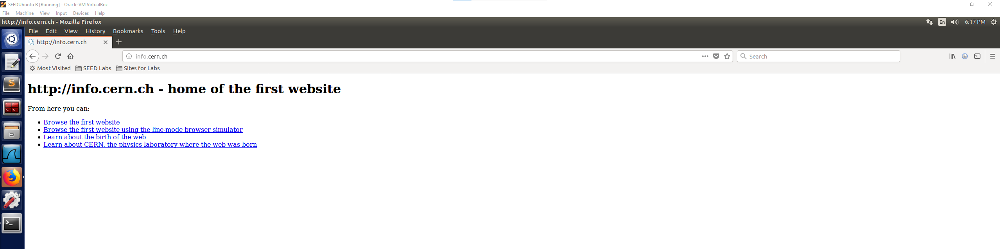 SEEDUbuntu B [Running] - Oracle VM VirtualBox
File Machine View Input Devices Help
http://info.cern.ch - Mozilla Firefox En 6:17 PM
File Edit View History Bookmarks Tools Help
http://info.cern.ch
info.cern.ch Search
Most Visited SEED Labs Sites for Labs
http://info.cern.ch - home of the first website
From here you can:
• Browse the first website
• Browse the first website using the line-mode browser simulator
• Learn about the birth of the web
• Learn about CERN, the physics laboratory where the web was born